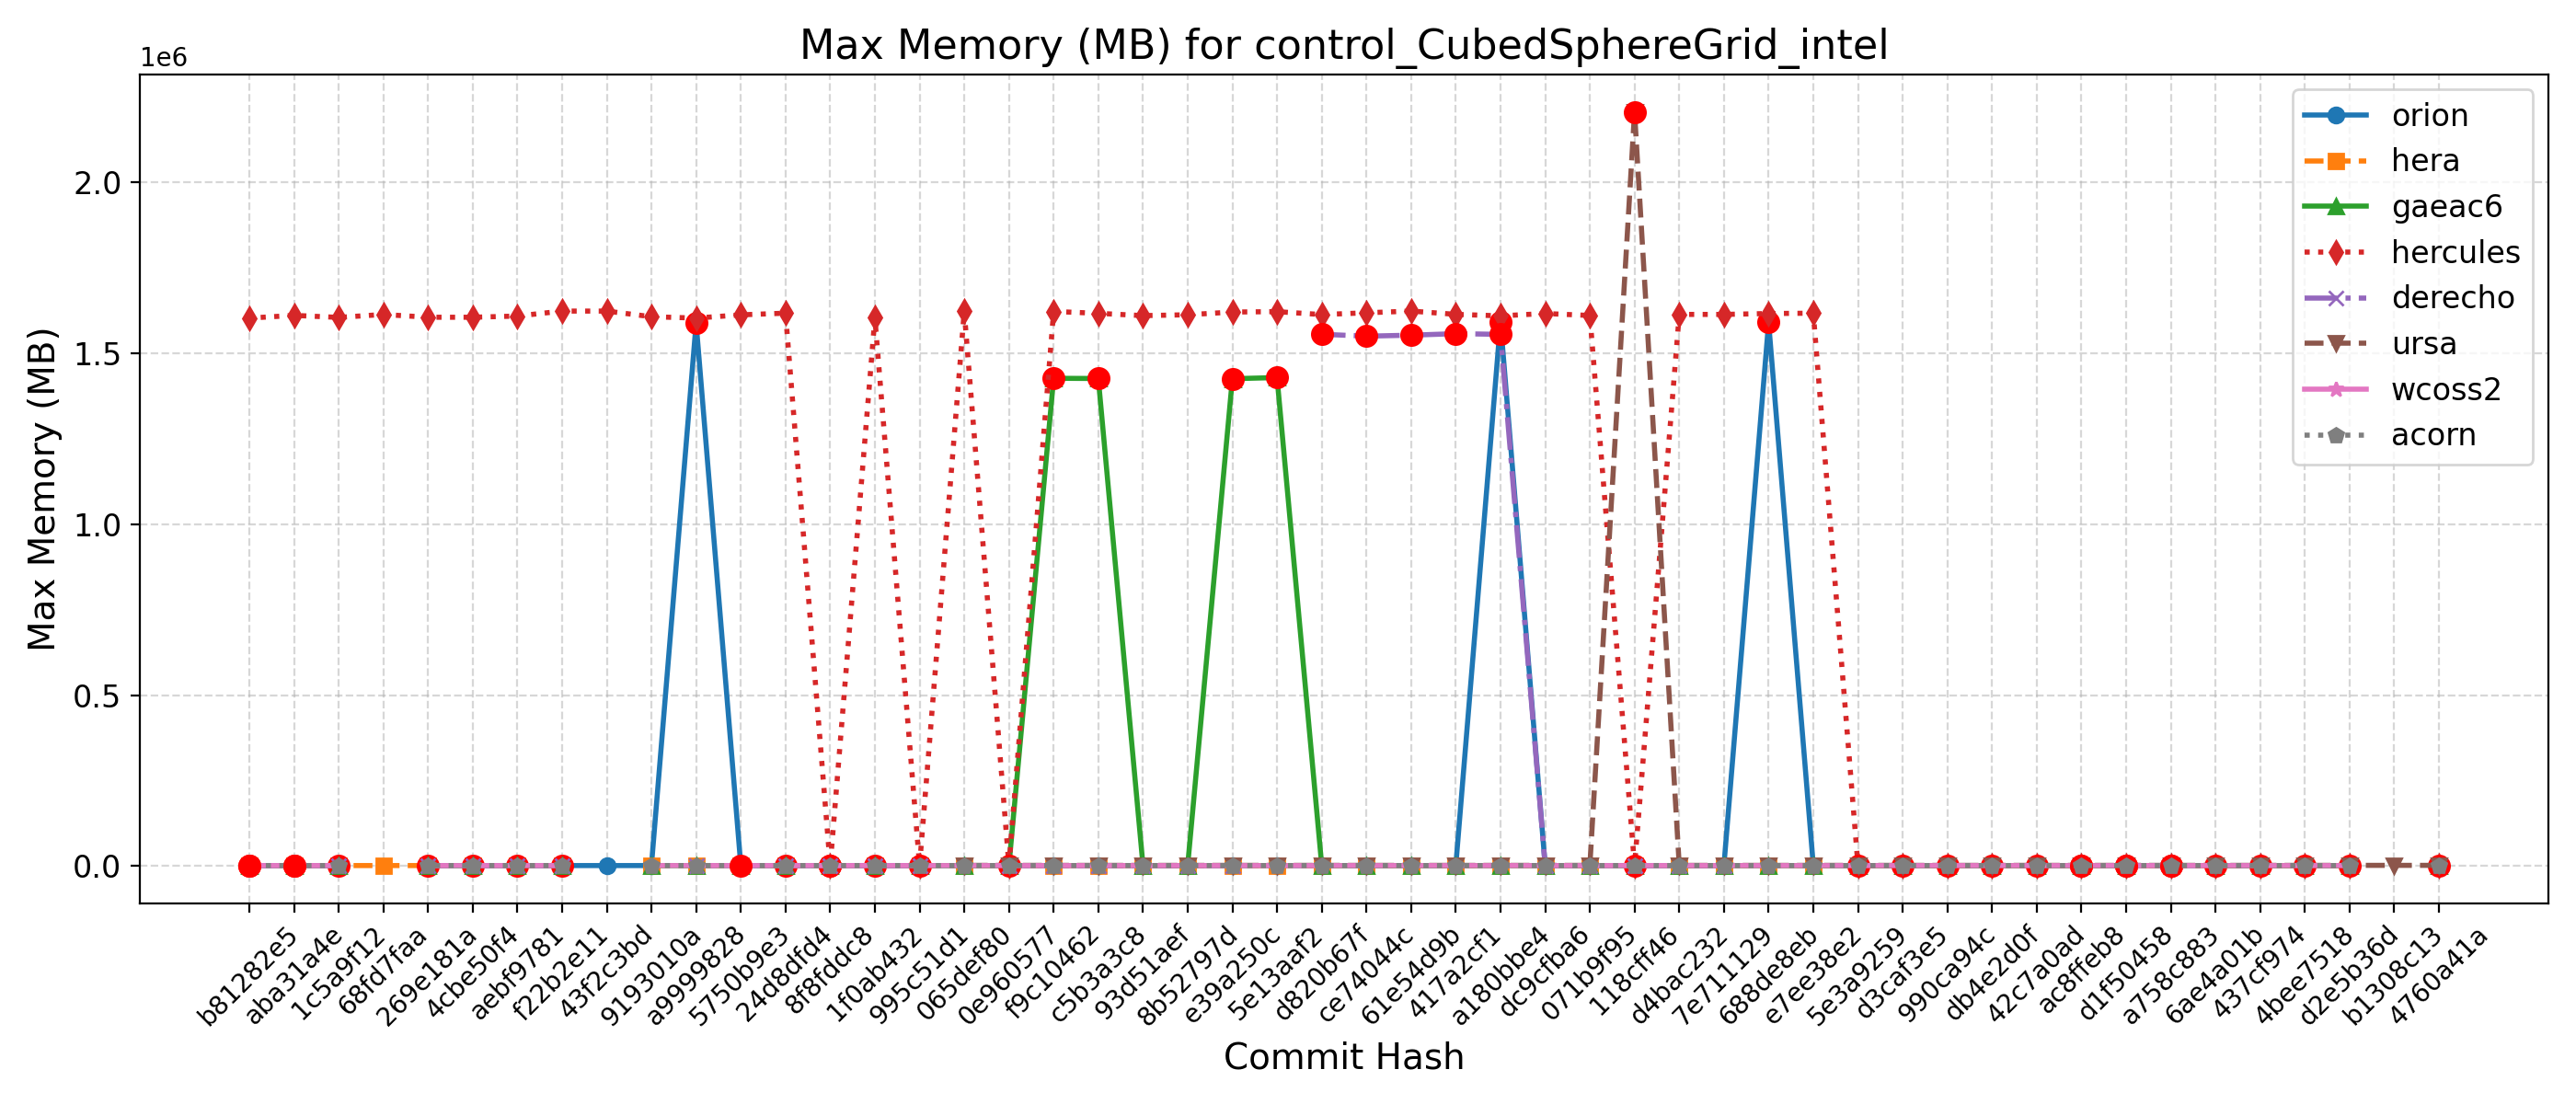 Max Memory (MB) for control_CubedSphereGrid_intel
1e6
2.0
1.5
1.0
0.5
0.0
Max Memory (MB)
orion
hera
gaeac6
hercules
derecho
ursa
wcoss2
acorn
b81282e5
aba31a4e
1c5a9f12
68fd7faa
269e181a
4cbe50f4
aebf9781
f22b2e11
43f2c3bd
9193010a
a9999828
5750b9e3
24d8dfd4
8f8fddc8
1f0ab432
995c51d1
065def80
0e960577
f9c10462
c5b3a3c8
93d51aef
8b52797d
e39a250c
5e13aaf2
d820b67f
ce74044c
61e54d9b
417a2cf1
a180bbe4
dc9cfba6
071b9f95
118cff46
d4bac232
7e711129
688de8eb
e7ee38e2
5e3a9259
d3caf3e5
990ca94c
db4e2d0f
42c7a0ad
ac8ffeb8
d1f50458
a758c883
6ae4a01b
437cf974
4bee7518
d2e5b36d
b1308c13
4760a41a
Commit Hash